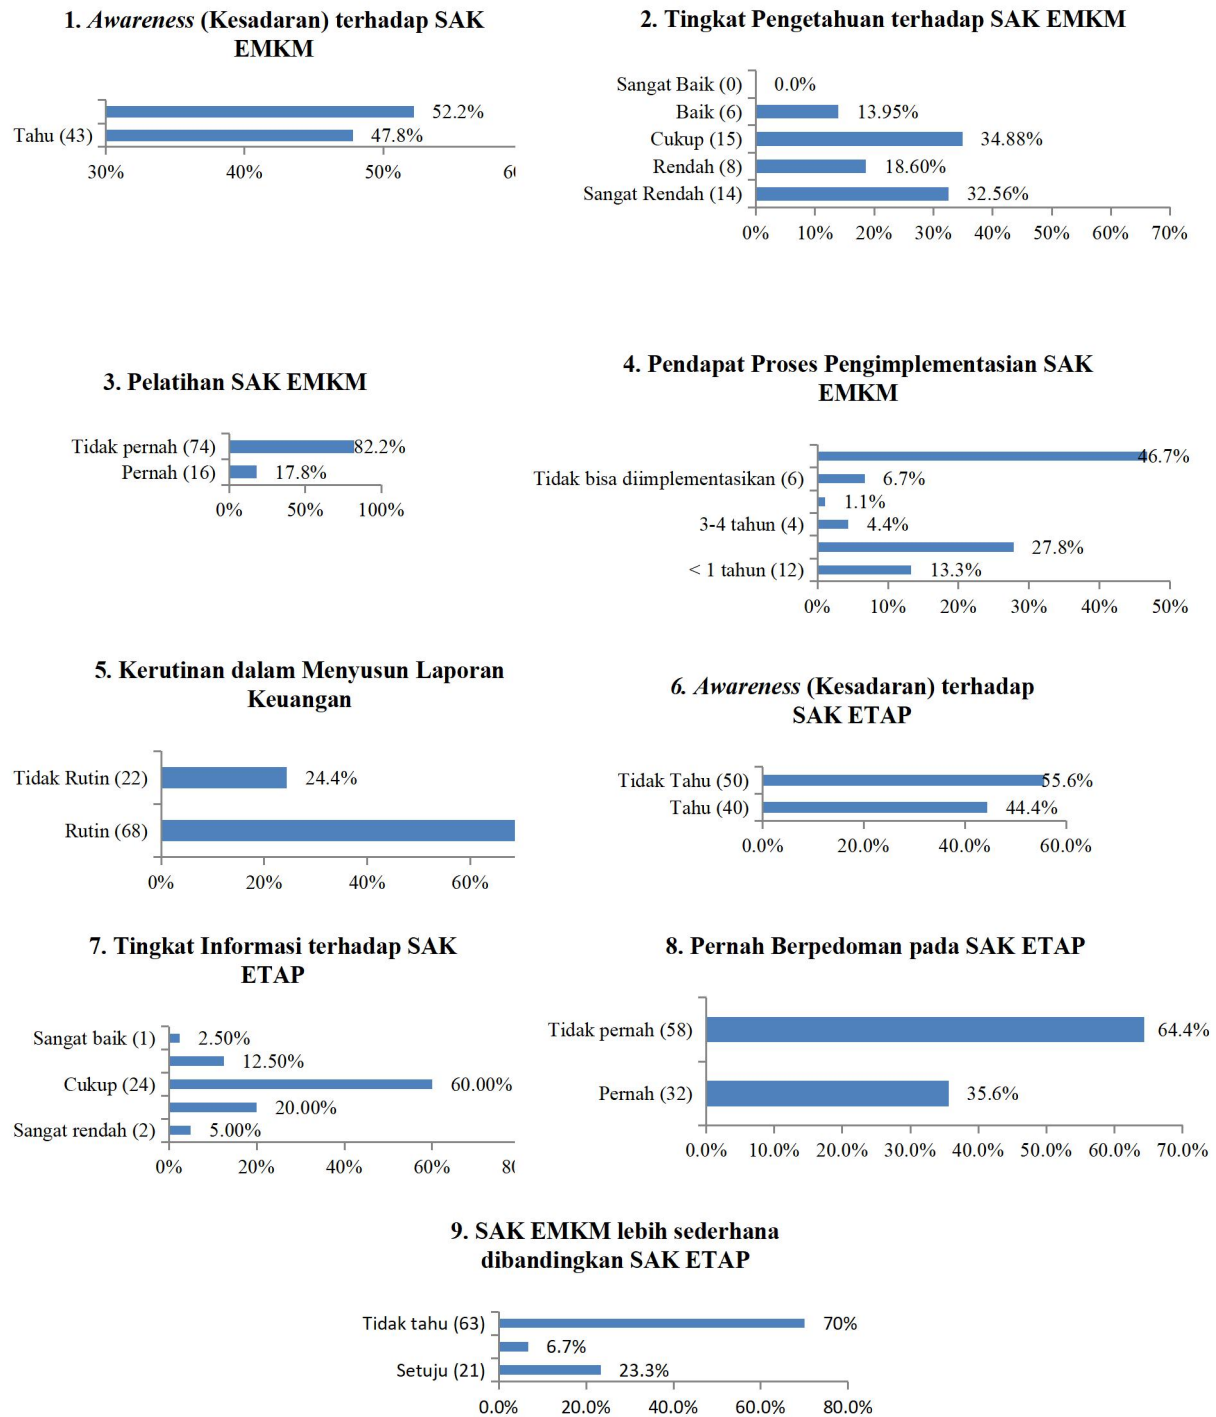 1. Awareness (Kesadaran) terhadap SAK
EMKM
52.2%
Tahu (43)
47.8%
30% 40% 50% 60
2. Tingkat Pengetahuan terhadap SAK EMKM
Sangat Baik (0) 0.0%
Baik (6) 13.95%
Cukup (15) 34.88%
Rendah (8) 18.60%
Sangat Rendah (14) 32.56%
0% 10% 20% 30% 40% 50% 60% 70%
3. Pelatihan SAK EMKM
Tidak pernah (74) 82.2%
Pernah (16) 17.8%
0% 50% 100%
4. Pendapat Proses Pengimplementasian SAK
EMKM
46.7%
Tidak bisa diimplementasikan (6) 6.7%
1.1%
3-4 tahun (4) 4.4%
27.8%
< 1 tahun (12) 13.3%
0% 10% 20% 30% 40% 50%
5. Kerutinan dalam Menyusun Laporan
Keuangan
Tidak Rutin (22) 24.4%
Rutin (68)
0% 20% 40% 60%
6. Awareness (Kesadaran) terhadap
SAK ETAP
Tidak Tahu (50) 55.6%
Tahu (40) 44.4%
0.0% 20.0% 40.0% 60.0%
7. Tingkat Informasi terhadap SAK
ETAP
Sangat baik (1) 2.50%
12.50%
Cukup (24) 60.00%
20.00%
Sangat rendah (2) 5.00%
0% 20% 40% 60% 80
8. Pernah Berpedoman pada SAK ETAP
Tidak pernah (58) 64.4%
Pernah (32) 35.6%
0.0% 10.0% 20.0% 30.0% 40.0% 50.0% 60.0% 70.0%
9. SAK EMKM lebih sederhana
dibandingkan SAK ETAP
Tidak tahu (63) 70%
6.7%
Setuju (21) 23.3%
0.0% 20.0% 40.0% 60.0% 80.0%